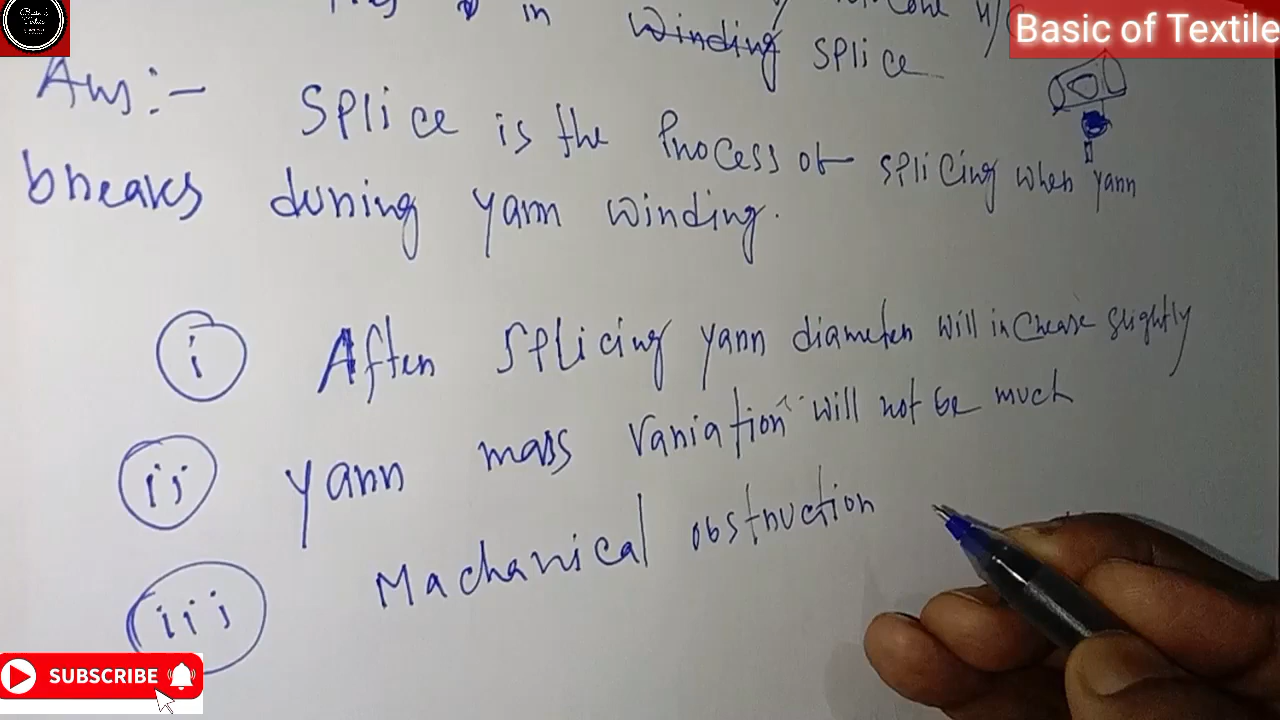 in Winding splice
Basic of Textile
Ans:- Splice is the Process of splicing when yarn
breaks during yarn winding.
i After splicing yarn diameter will increase slightly
ii yarn mass variation will not be much
iii Machanical obstruction
SUBSCRIBE